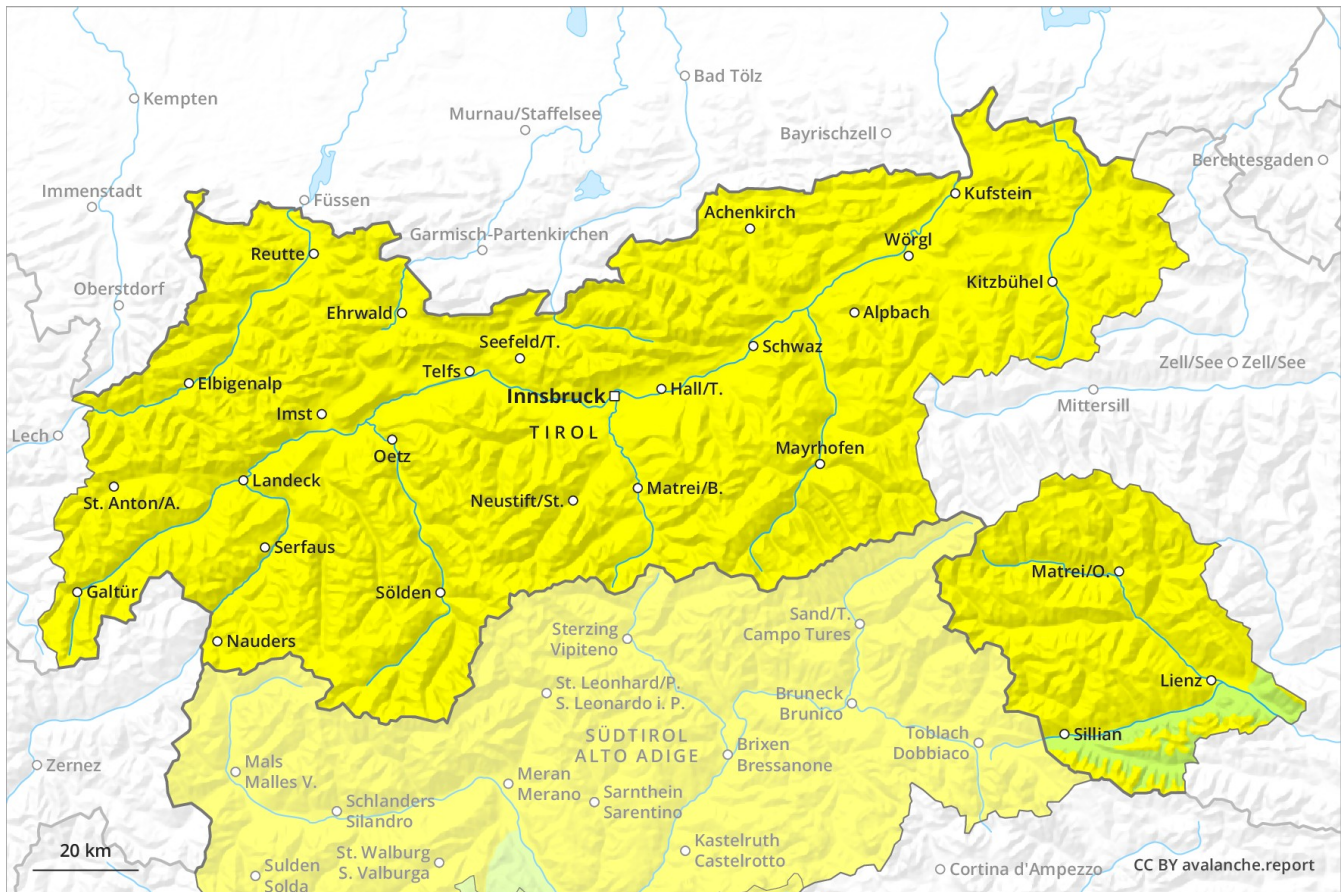 Kempten
Bad Tölz
Murnau/Staffelsee
Bayrischzell
Berchtesgaden
Immenstadt
Füssen
Kufstein
Achenkirch
Garmisch-Partenkirchen
Wörgl
Reutte
Kitzbühel
Oberstdorf
Ehrwald
Alpbach
Seefeld/T.
Schwaz
Zell/See
Zell/See
Telfs
Elbigenalp
Innsbruck
Hall/T.
Mittersill
Imst
TIROL
Lech
Oetz
Mayrhofen
Landeck
St. Anton/A.
Neustift/St.
Matrei/B.
Serfaus
Matrei/O.
Galtür
Sölden
Sand/T.
Campo Tures
Sterzing
Vipiteno
Nauders
Lienz
St. Leonhard/P.
S. Leonardo i. P.
Bruneck
Brunico
SÜDTIROL
ALTO ADIGE
Toblach
Dobbiaco
Sillian
Brixen
Bressanone
Zernez
Mals
Malles V.
Meran
Merano
Sarnthein
Sarentino
Schlanders
Silandro
Kastelruth
Castelrotto
20 km
St. Walburg
S. Valburga
Sulden
Solda
Cortina d'Ampezzo
CC BY avalanche.report